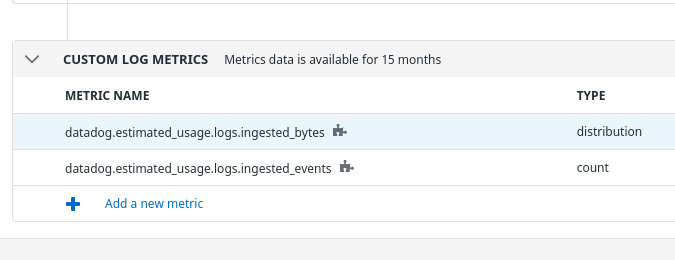 CUSTOM LOG METRICS Metrics data is available for 15 months
METRIC NAME TYPE
datadog.estimated_usage.logs.ingested_bytes distribution
datadog.estimated_usage.logs.ingested_events count
Add a new metric